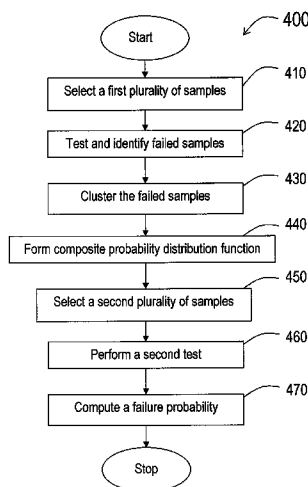 Start
400
Select a first plurality of samples
410
Test and identify failed samples
420
Cluster the failed samples
430
Form composite probability distribution function
440
Select a second plurality of samples
450
Perform a second test
460
Compute a failure probability
470
Stop